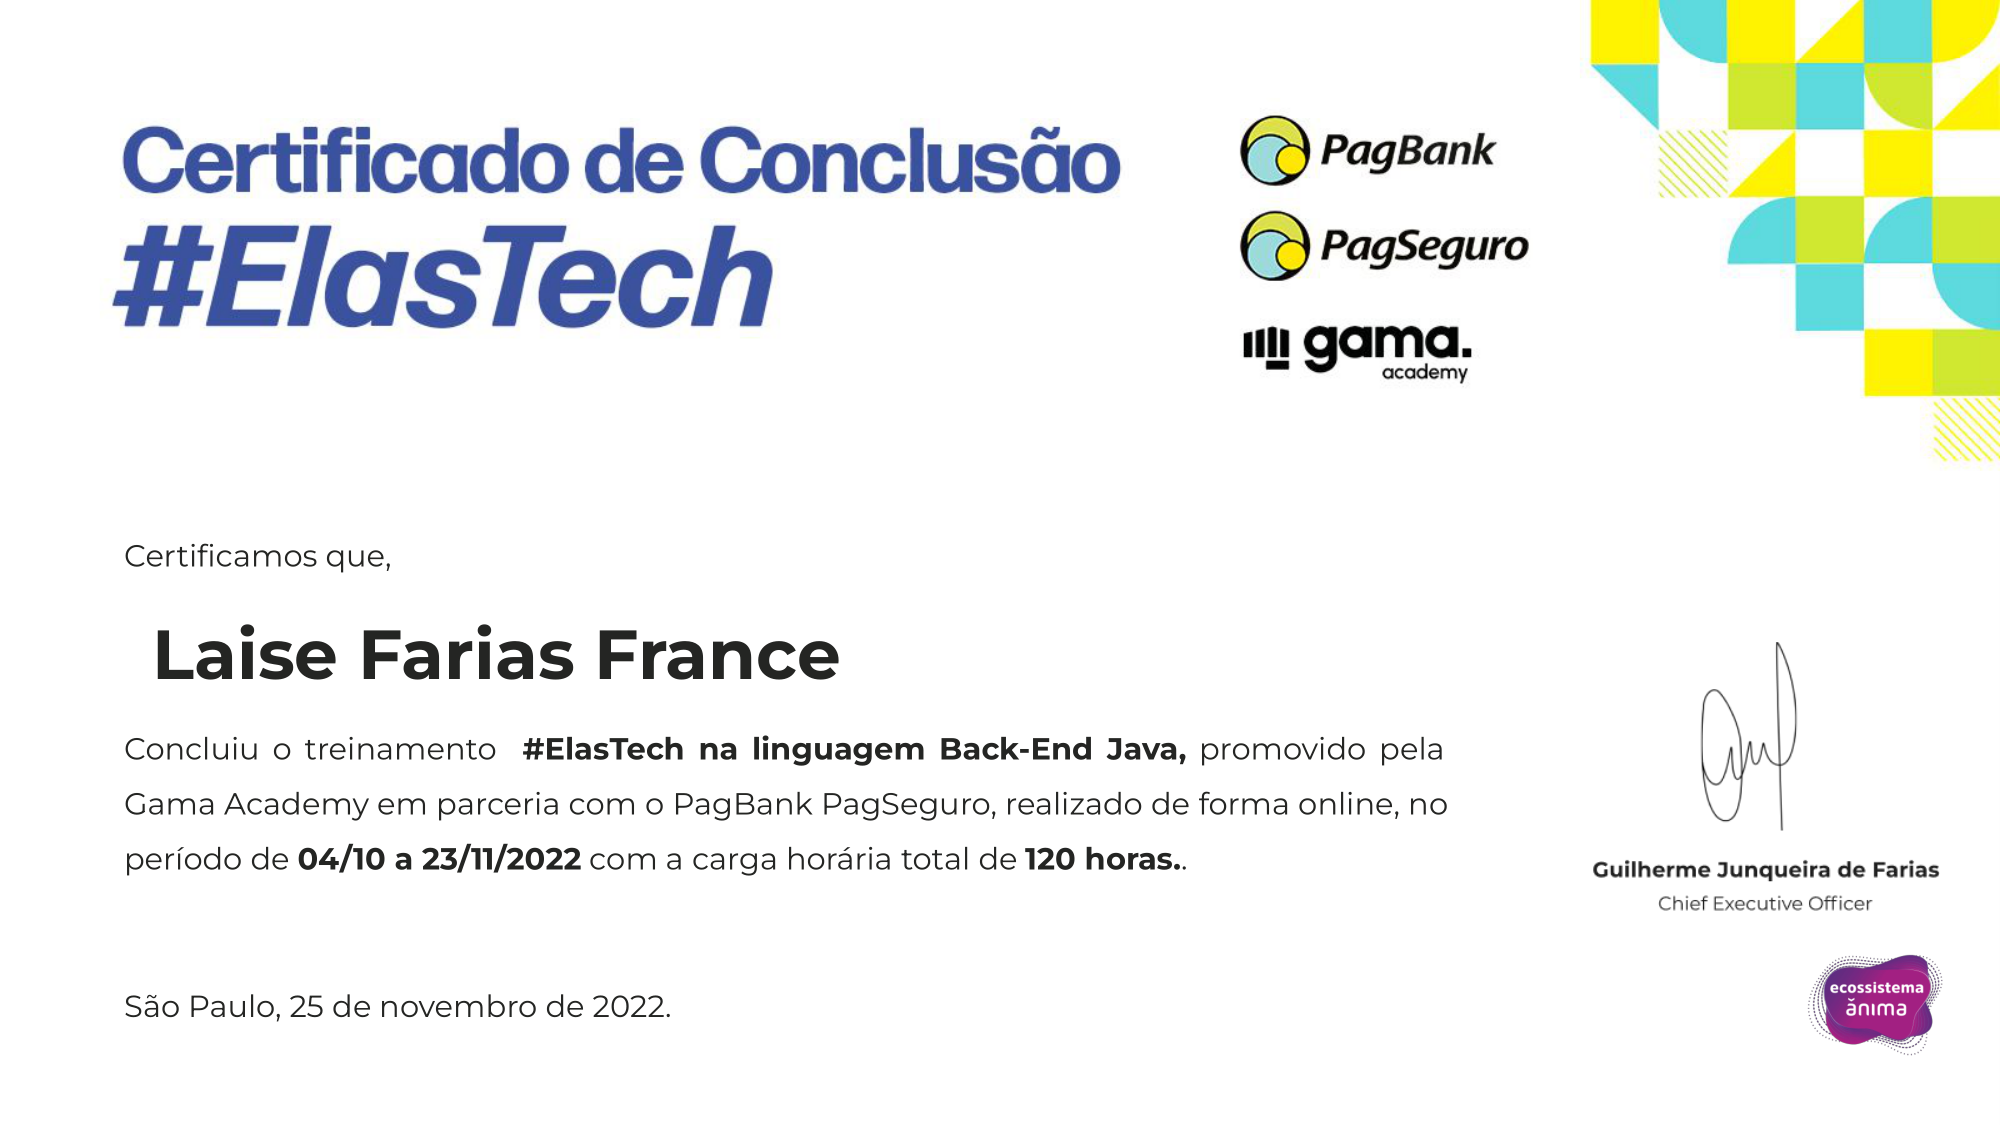 Certificado de Conclusão
#ElasTech
PagBank
PagSeguro
gama.
academy
Certificamos que,
Laise Farias France
Concluiu o treinamento #ElasTech na linguagem Back-End Java, promovido pela
Gama Academy em parceria com o PagBank PagSeguro, realizado de forma online, no
período de 04/10 a 23/11/2022 com a carga horária total de 120 horas..
Guilherme Junqueira de Farias
Chief Executive Officer
São Paulo, 25 de novembro de 2022.
ecossistema
ănıma